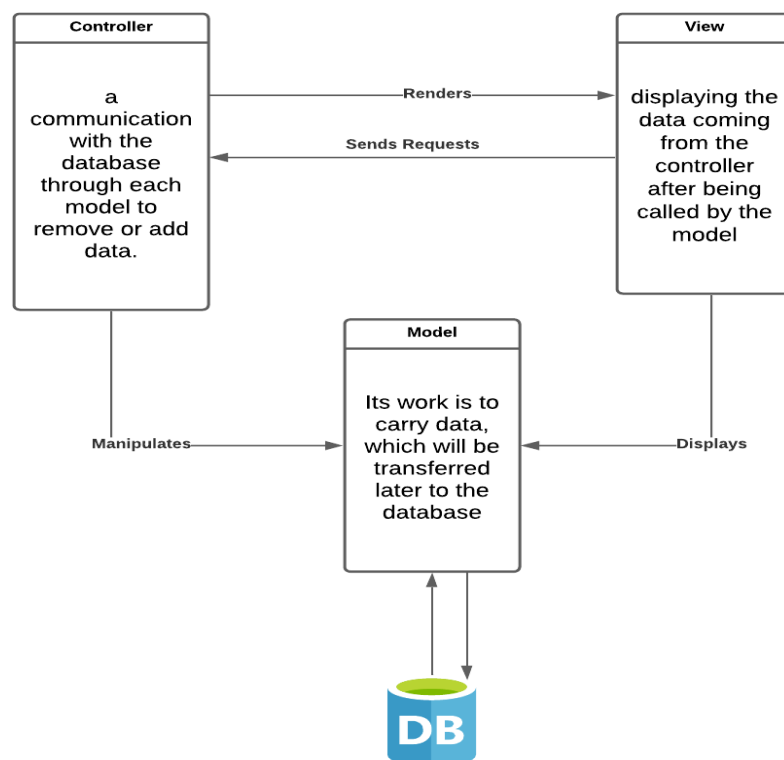 Controller
a
communication
with the
database
through each
model to
remove or add
data.
View
displaying the
data coming
from the
controller
after being
called by the
model
Renders
Sends Requests
Model
Its work is to
carry data,
which will be
transferred
later to the
database
Manipulates
Displays
DB